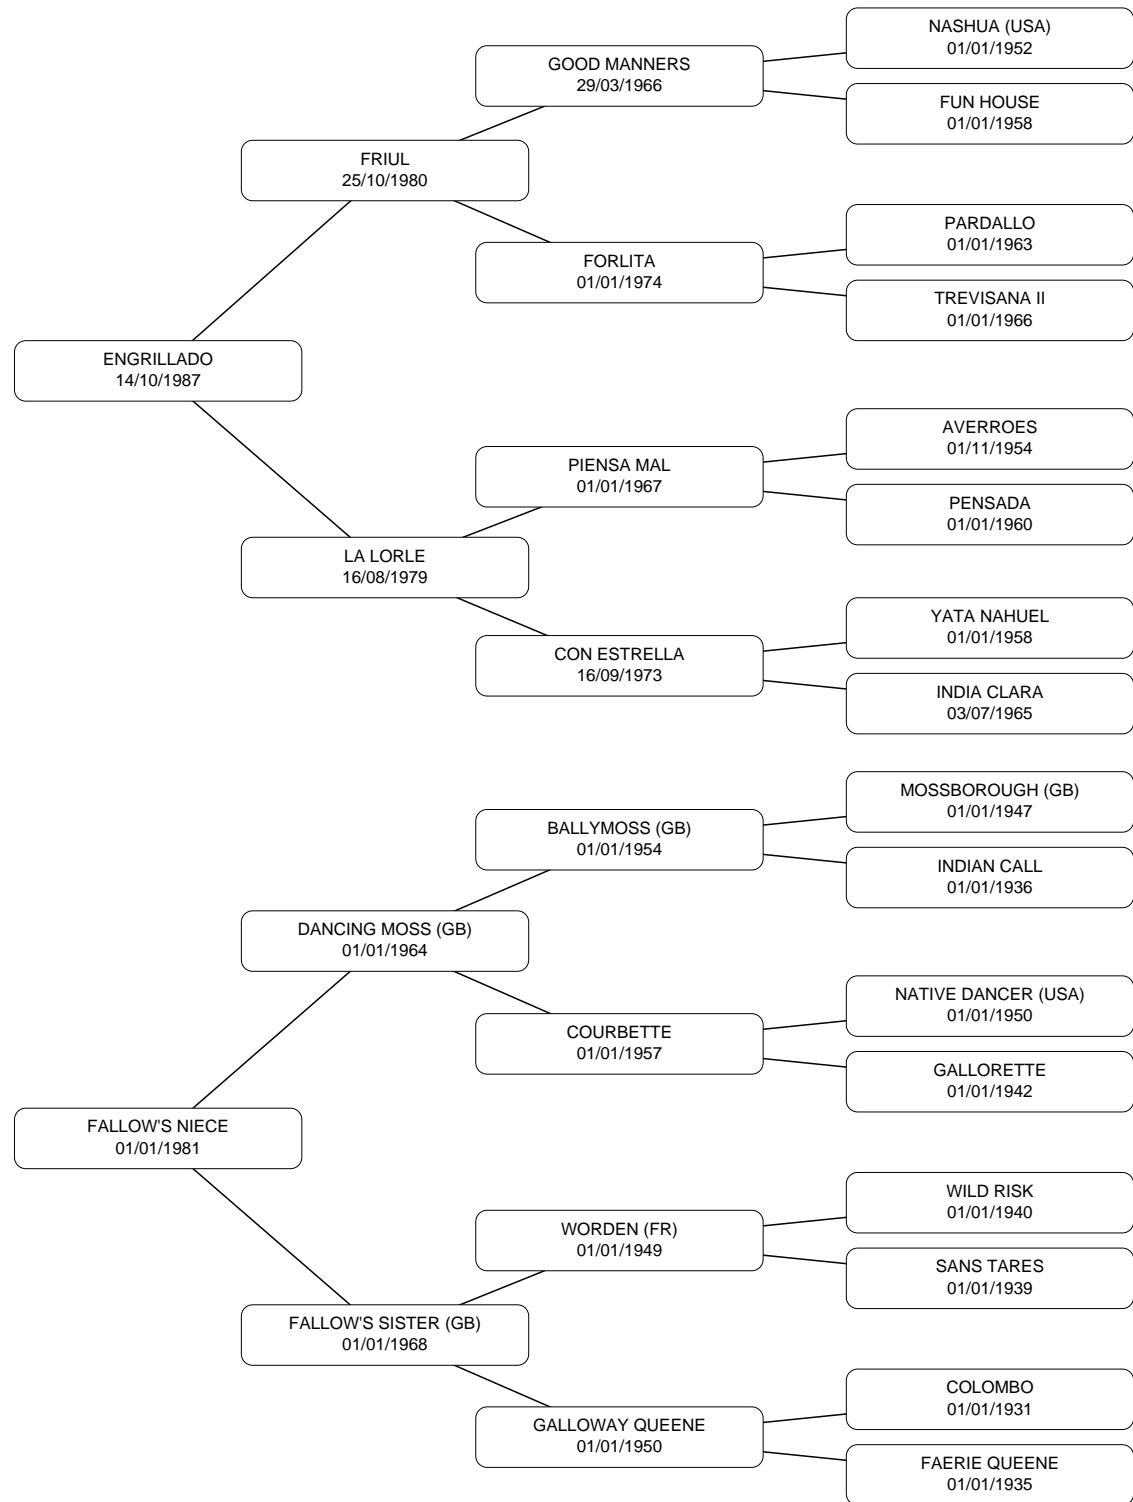 NASHUA (USA)
01/01/1952
GOOD MANNERS
29/03/1966
FUN HOUSE
01/01/1958
FRIUL
25/10/1980
PARDALLO
01/01/1963
FORLITA
01/01/1974
TREVISANA II
01/01/1966
ENGRILLADO
14/10/1987
AVERROES
01/11/1954
PIENSA MAL
01/01/1967
PENSADA
01/01/1960
LA LORLE
16/08/1979
YATA NAHUEL
01/01/1958
CON ESTRELLA
16/09/1973
INDIA CLARA
03/07/1965
MOSSBOROUGH (GB)
01/01/1947
BALLYMOSS (GB)
01/01/1954
INDIAN CALL
01/01/1936
DANCING MOSS (GB)
01/01/1964
NATIVE DANCER (USA)
01/01/1950
COURBETTE
01/01/1957
GALLORETTE
01/01/1942
FALLOW'S NIECE
01/01/1981
WILD RISK
01/01/1940
WORDEN (FR)
01/01/1949
SANS TARES
01/01/1939
FALLOW'S SISTER (GB)
01/01/1968
COLOMBO
01/01/1931
GALLOWAY QUEENE
01/01/1950
FAERIE QUEENE
01/01/1935